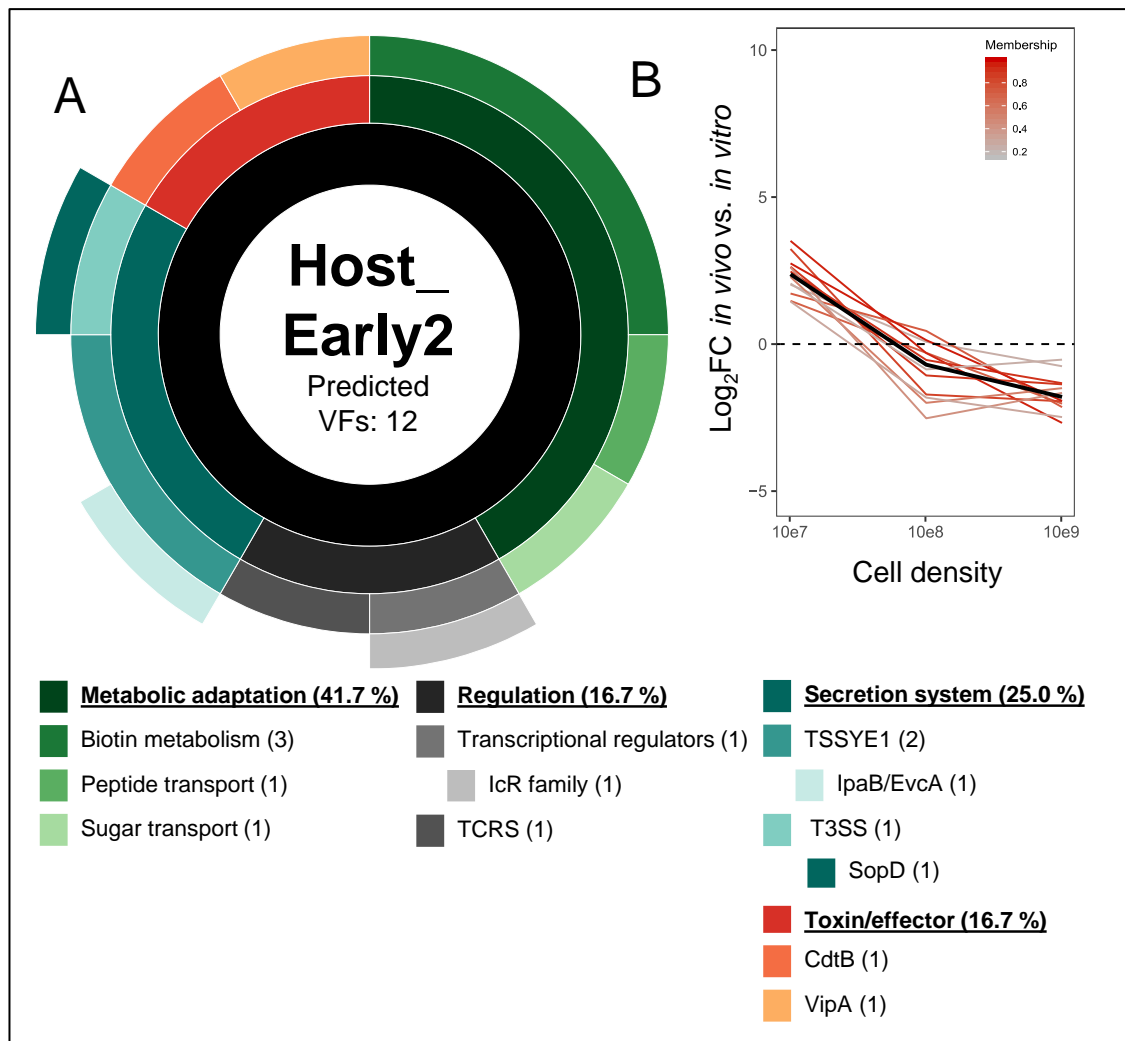 A
Host_
Early2
Predicted
VFs: 12
B
Membership
0.8
0.6
0.4
0.2
10
5
0
−5
Log2FC in vivo vs. in vitro
10e7
10e8
10e9
Cell density
Metabolic adaptation (41.7 %)
Biotin metabolism (3)
Peptide transport (1)
Sugar transport (1)
Regulation (16.7 %)
Transcriptional regulators (1)
IcR family (1)
TCRS (1)
Secretion system (25.0 %)
TSSYE1 (2)
IpaB/EvcA (1)
T3SS (1)
SopD (1)
Toxin/effector (16.7 %)
CdtB (1)
VipA (1)